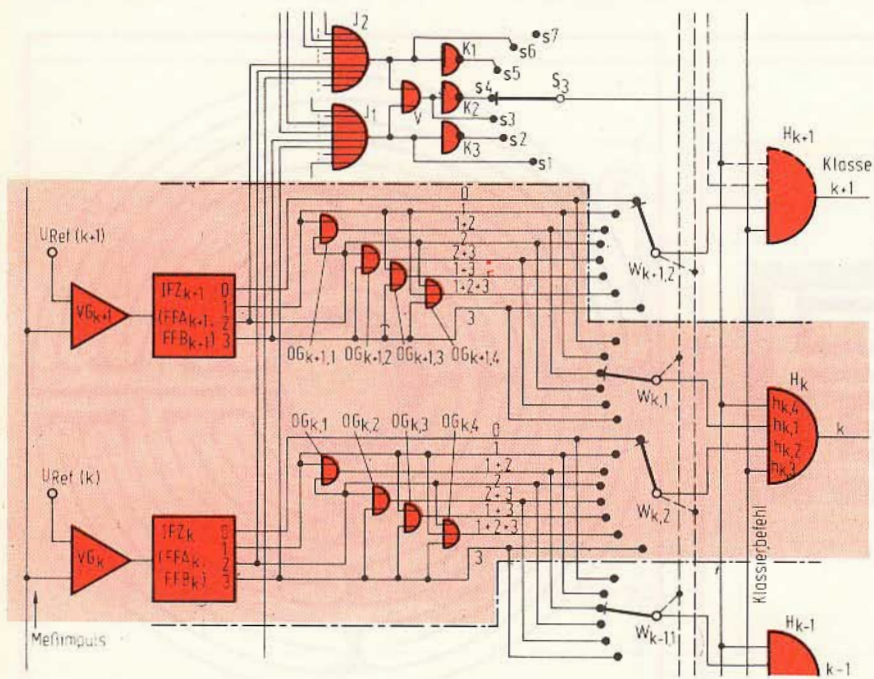 J2
s7
s6
K1
s5
s4
S3
K2
J1
V
s3
K3
s2
s1
Hk+1
Klasse
k+1
0
1
1+2
2
2+3
1+3
1+2+3
3
URef (k+1)
VGk+1
IFZk+1
(FFAk+1,
FFBk+1)
0
1
2
3
OGk+1,1
OGk+1,2
OGk+1,3
OGk+1,4
Wk+1,2
Wk,1
Hk
hk,4
hk,1
hk,2
hk,3
k
OGk,1
OGk,2
OGk,3
OGk,4
0
1
1+2
2
2+3
1+3
1+2+3
3
URef (k)
VGk
IFZk
(FFAk,
FFBk)
0
1
2
3
Wk,2
Klassierbefehl
Meßimpuls
Wk-1,1
Hk-1
k-1